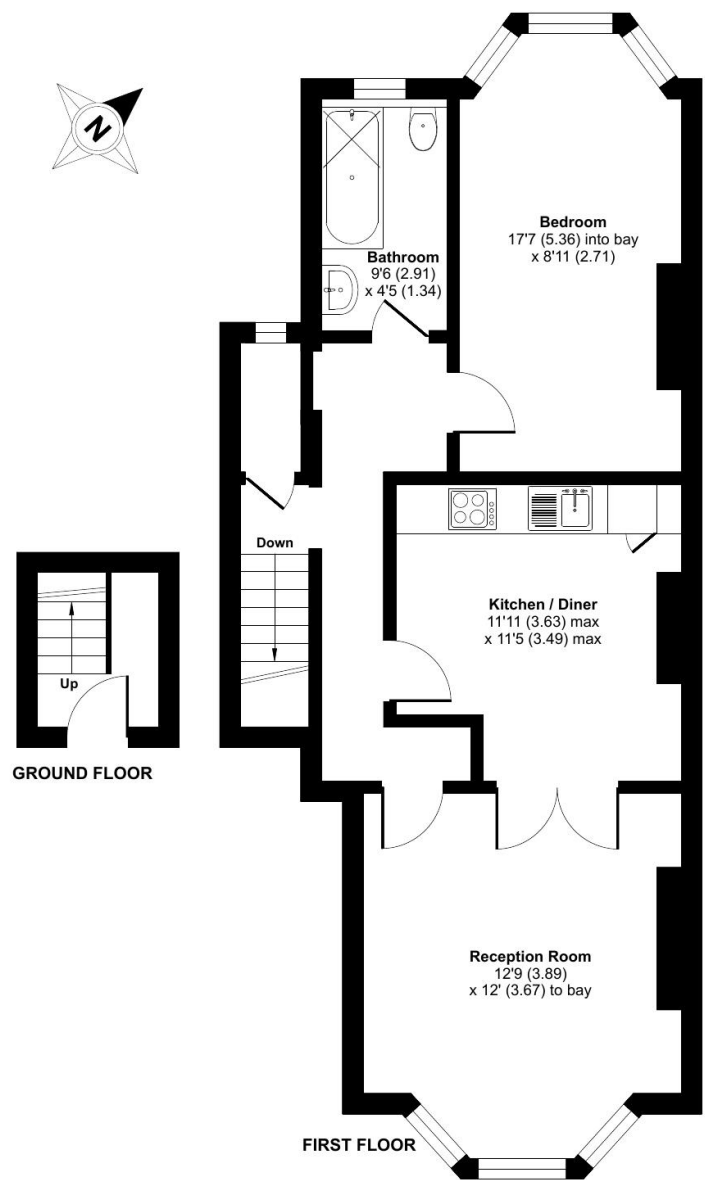 N
Bedroom
17'7 (5.36) into bay
x 8'11 (2.71)
Bathroom
9'6 (2.91)
x 4'5 (1.34)
Down
Kitchen / Diner
11'11 (3.63) max
x 11'5 (3.49) max
Up
GROUND FLOOR
Reception Room
12'9 (3.89)
x 12' (3.67) to bay
FIRST FLOOR